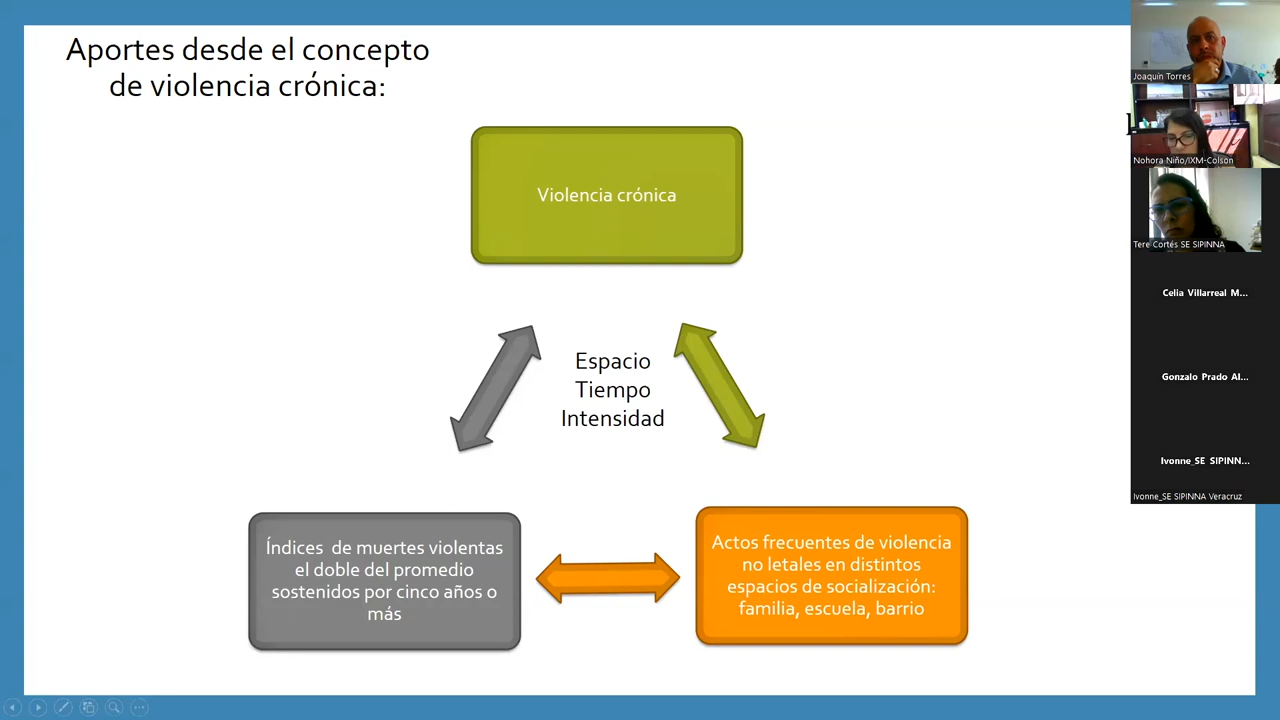 Aportes desde el concepto
de violencia crónica:
Violencia crónica
Espacio
Tiempo
Intensidad
Índices de muertes violentas
el doble del promedio
sostenidos por cinco años o
más
Actos frecuentes de violencia
no letales en distintos
espacios de socialización:
familia, escuela, barrio
Joaquín Torres
Nohora Niño/IXM-Colson
Tere Cortés SE SIPINNA
Celia Villarreal M...
Gonzalo Prado Al...
Ivonne_SE SIPINN...
Ivonne_SE SIPINNA Veracruz